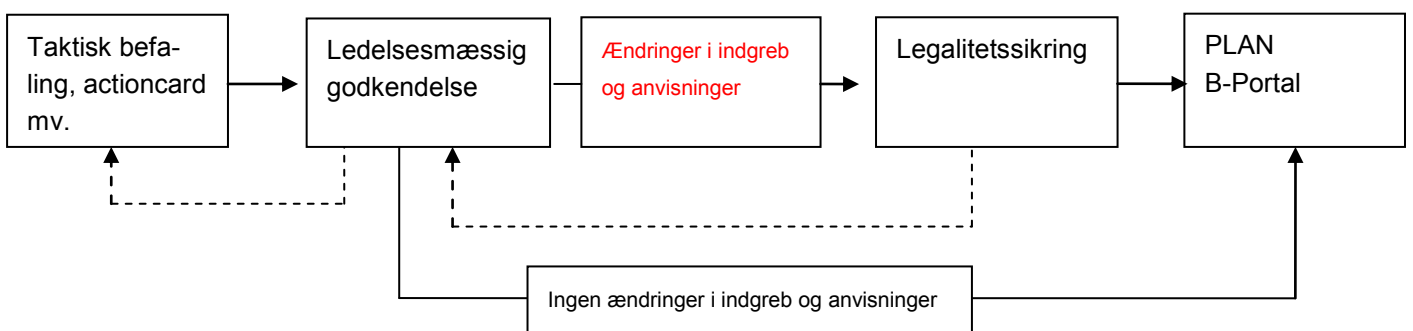 Taktisk befa-
ling, actioncard
mv.
Ledelsesmæssig
godkendelse
Ændringer i indgreb
og anvisninger
Legalitetssikring
PLAN
B-Portal
Ingen ændringer i indgreb og anvisninger